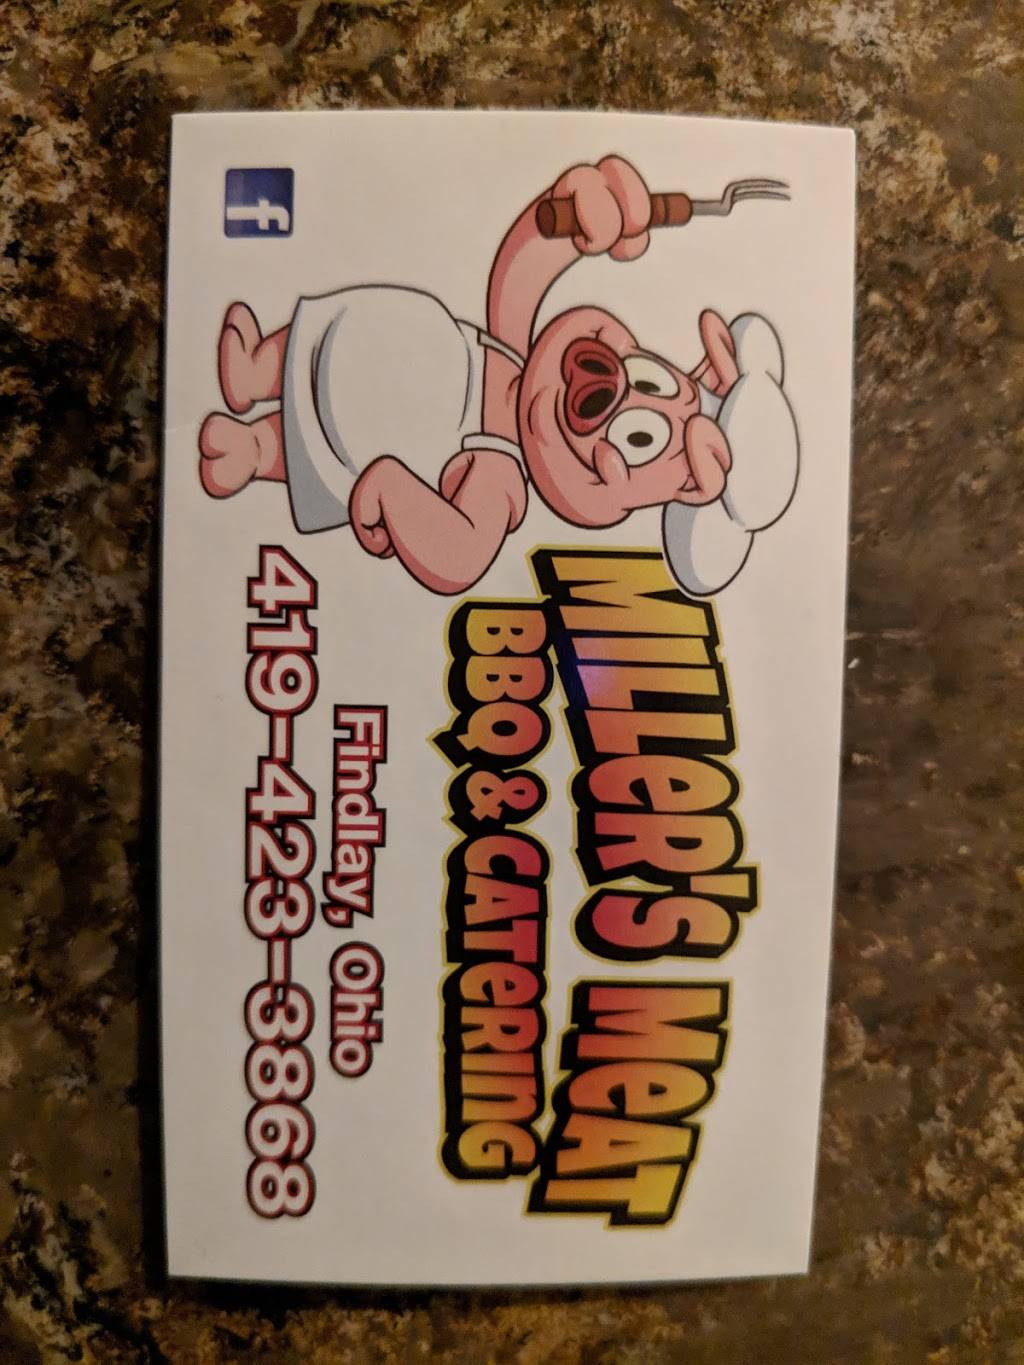 MILLER'S MEAT
BBQ & CATERING
Findlay, Ohio
419-423-3868
f